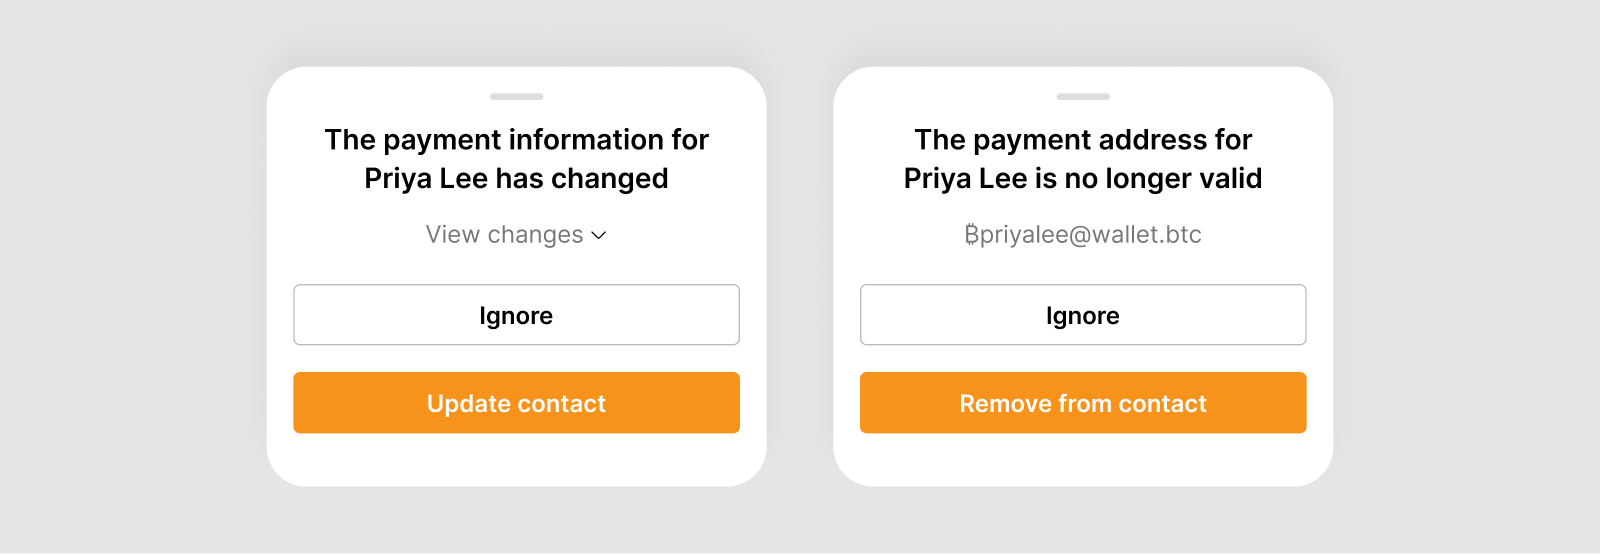 The payment information for
Priya Lee has changed
View changes
Ignore
Update contact
The payment address for
Priya Lee is no longer valid
₿priyalee@wallet.btc
Ignore
Remove from contact